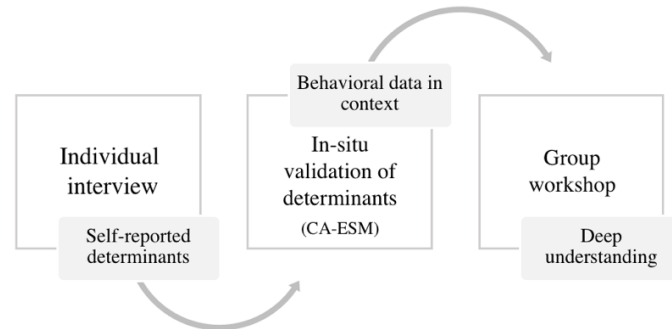 Individual
interview
Self-reported
determinants
Behavioral data in
context
In-situ
validation of
determinants
(CA-ESM)
Group
workshop
Deep
understanding